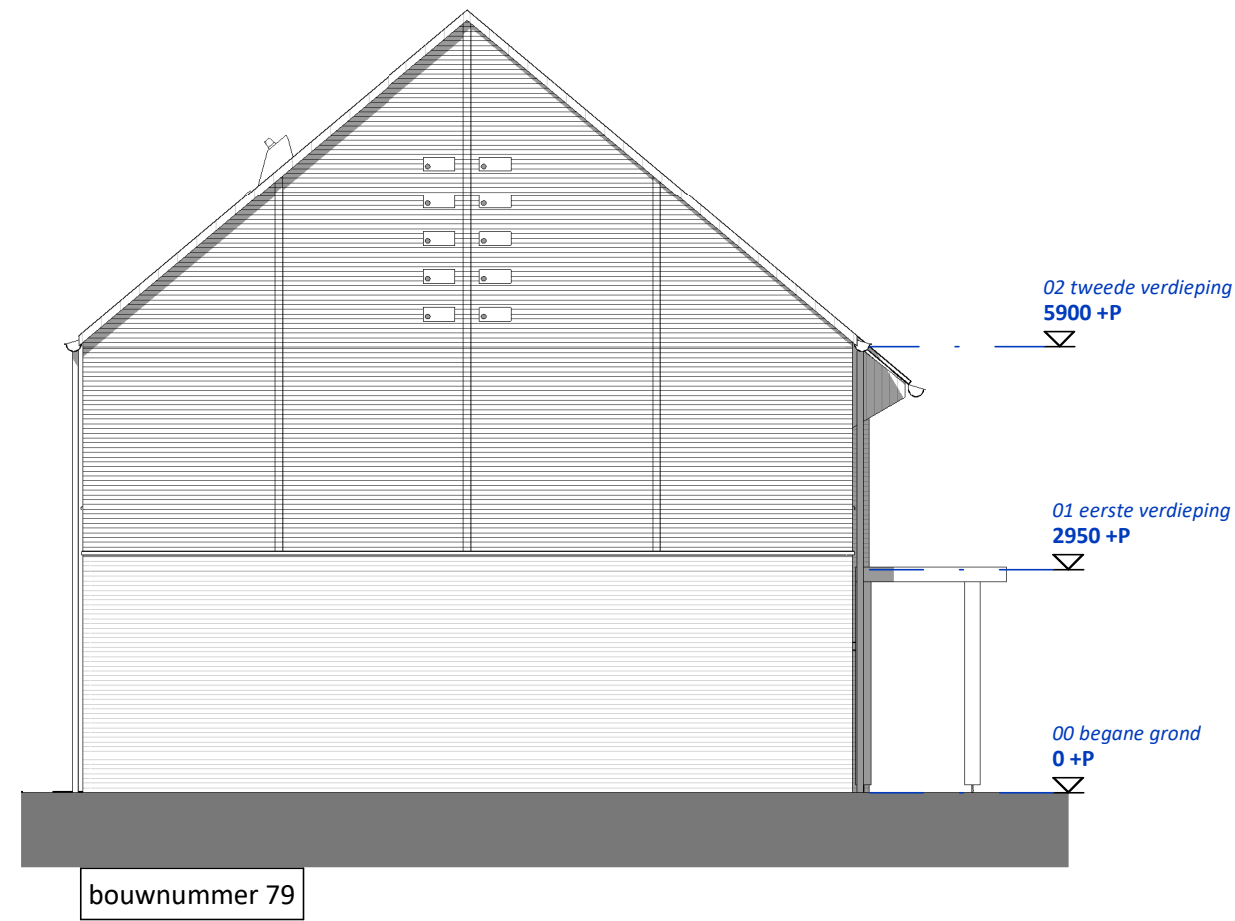 02 tweede verdieping
5900 +P
01 eerste verdieping
2950 +P
00 begane grond
0 +P
bouwnummer 79